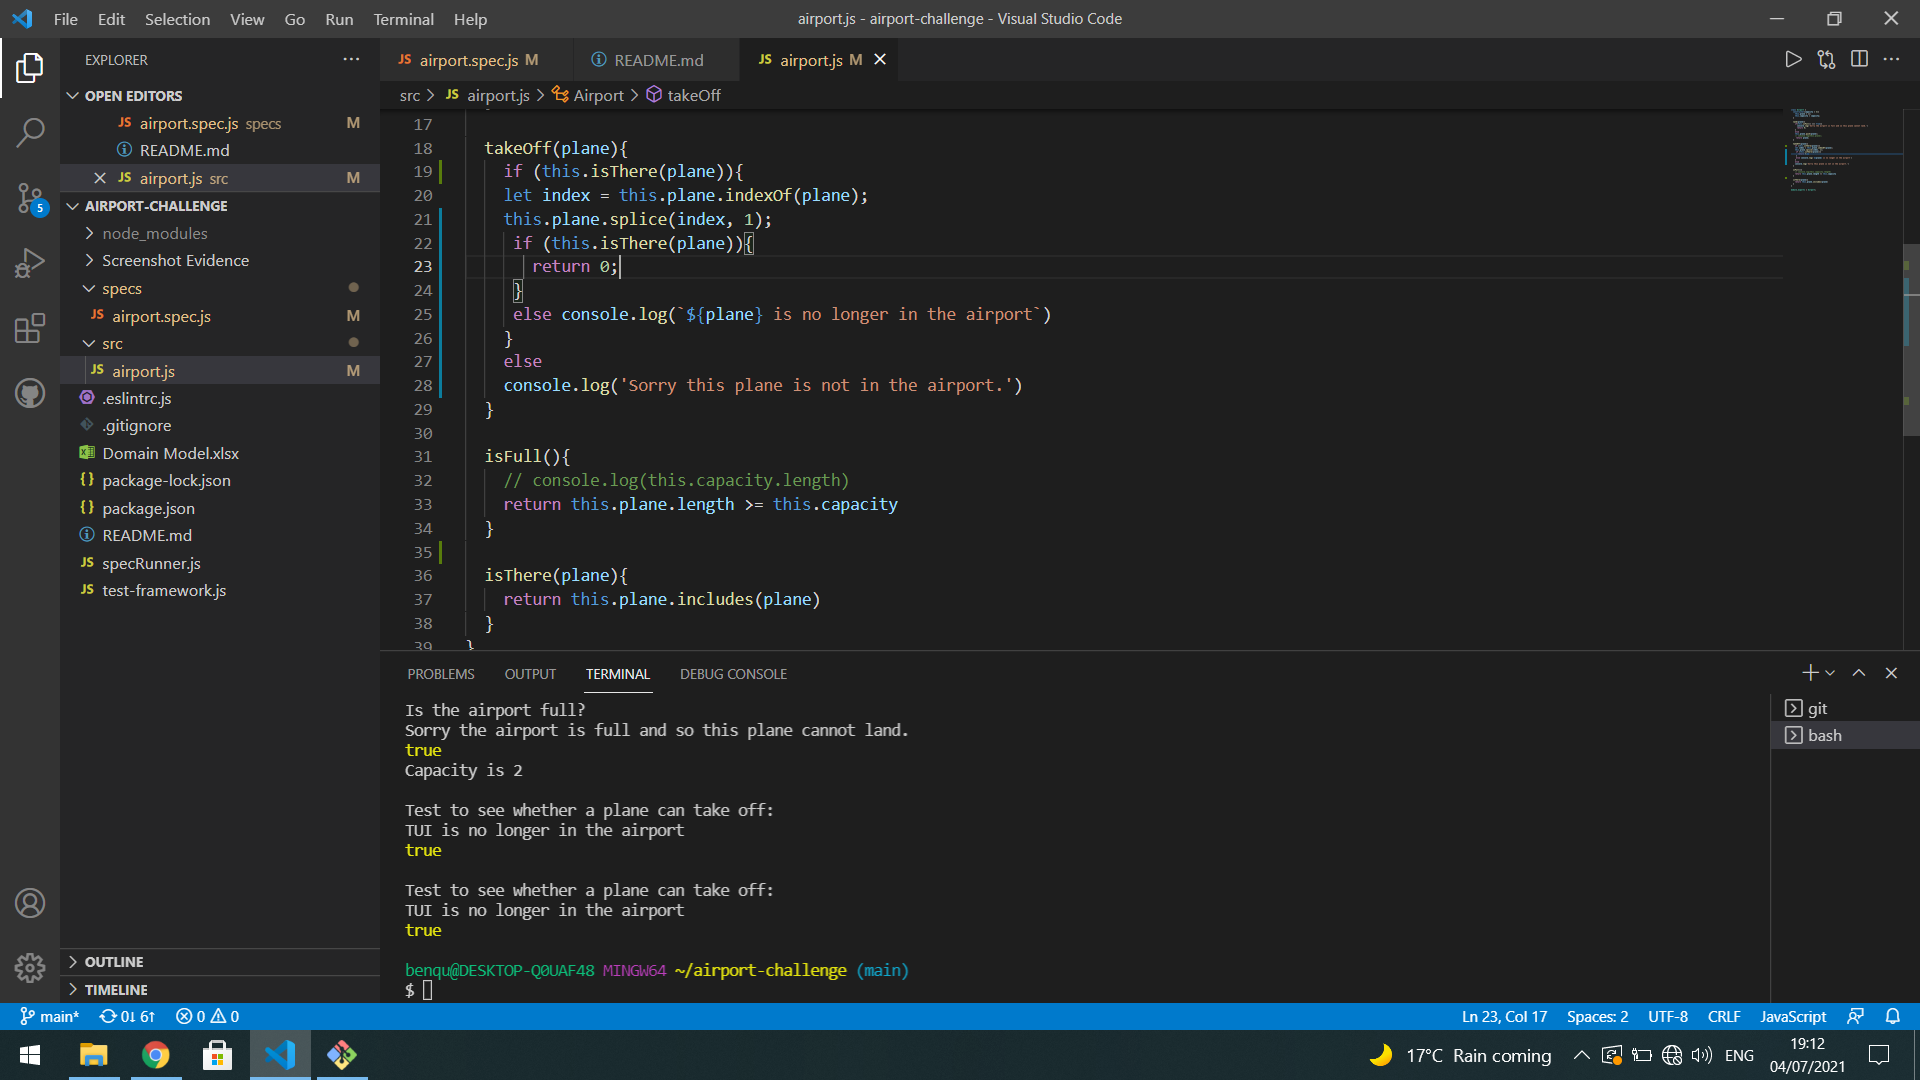 File Edit Selection View Go Run Terminal Help
airport.js - airport-challenge - Visual Studio Code
EXPLORER
OPEN EDITORS
JS airport.spec.js specs M
README.md
JS airport.js src M
5
AIRPORT-CHALLENGE
node_modules
Screenshot Evidence
specs
JS airport.spec.js M
src
JS airport.js M
.eslintrc.js
.gitignore
Domain Model.xlsx
{} package-lock.json
{} package.json
README.md
JS specRunner.js
JS test-framework.js
OUTLINE
TIMELINE
JS airport.spec.js M
README.md
JS airport.js M
src > JS airport.js > Airport > takeOff
17
18 takeOff(plane){
19 if (this.isThere(plane)){
20 let index = this.plane.indexOf(plane);
21 this.plane.splice(index, 1);
22 if (this.isThere(plane)){
23 return 0;
24 }
25 else console.log(`${plane} is no longer in the airport`)
26 }
27 else
28 console.log('Sorry this plane is not in the airport.')
29 }
30
31 isFull(){
32 // console.log(this.capacity.length)
33 return this.plane.length >= this.capacity
34 }
35
36 isThere(plane){
37 return this.plane.includes(plane)
38 }
39 }
PROBLEMS OUTPUT TERMINAL DEBUG CONSOLE
Is the airport full?
Sorry the airport is full and so this plane cannot land.
true
Capacity is 2
Test to see whether a plane can take off:
TUI is no longer in the airport
true
Test to see whether a plane can take off:
TUI is no longer in the airport
true
benqu@DESKTOP-Q0UAF48 MINGW64 ~/airport-challenge (main)
$
git
bash
main* 0↓ 6↑ 0 0
Ln 23, Col 17 Spaces: 2 UTF-8 CRLF JavaScript
17°C Rain coming
ENG
19:12
04/07/2021